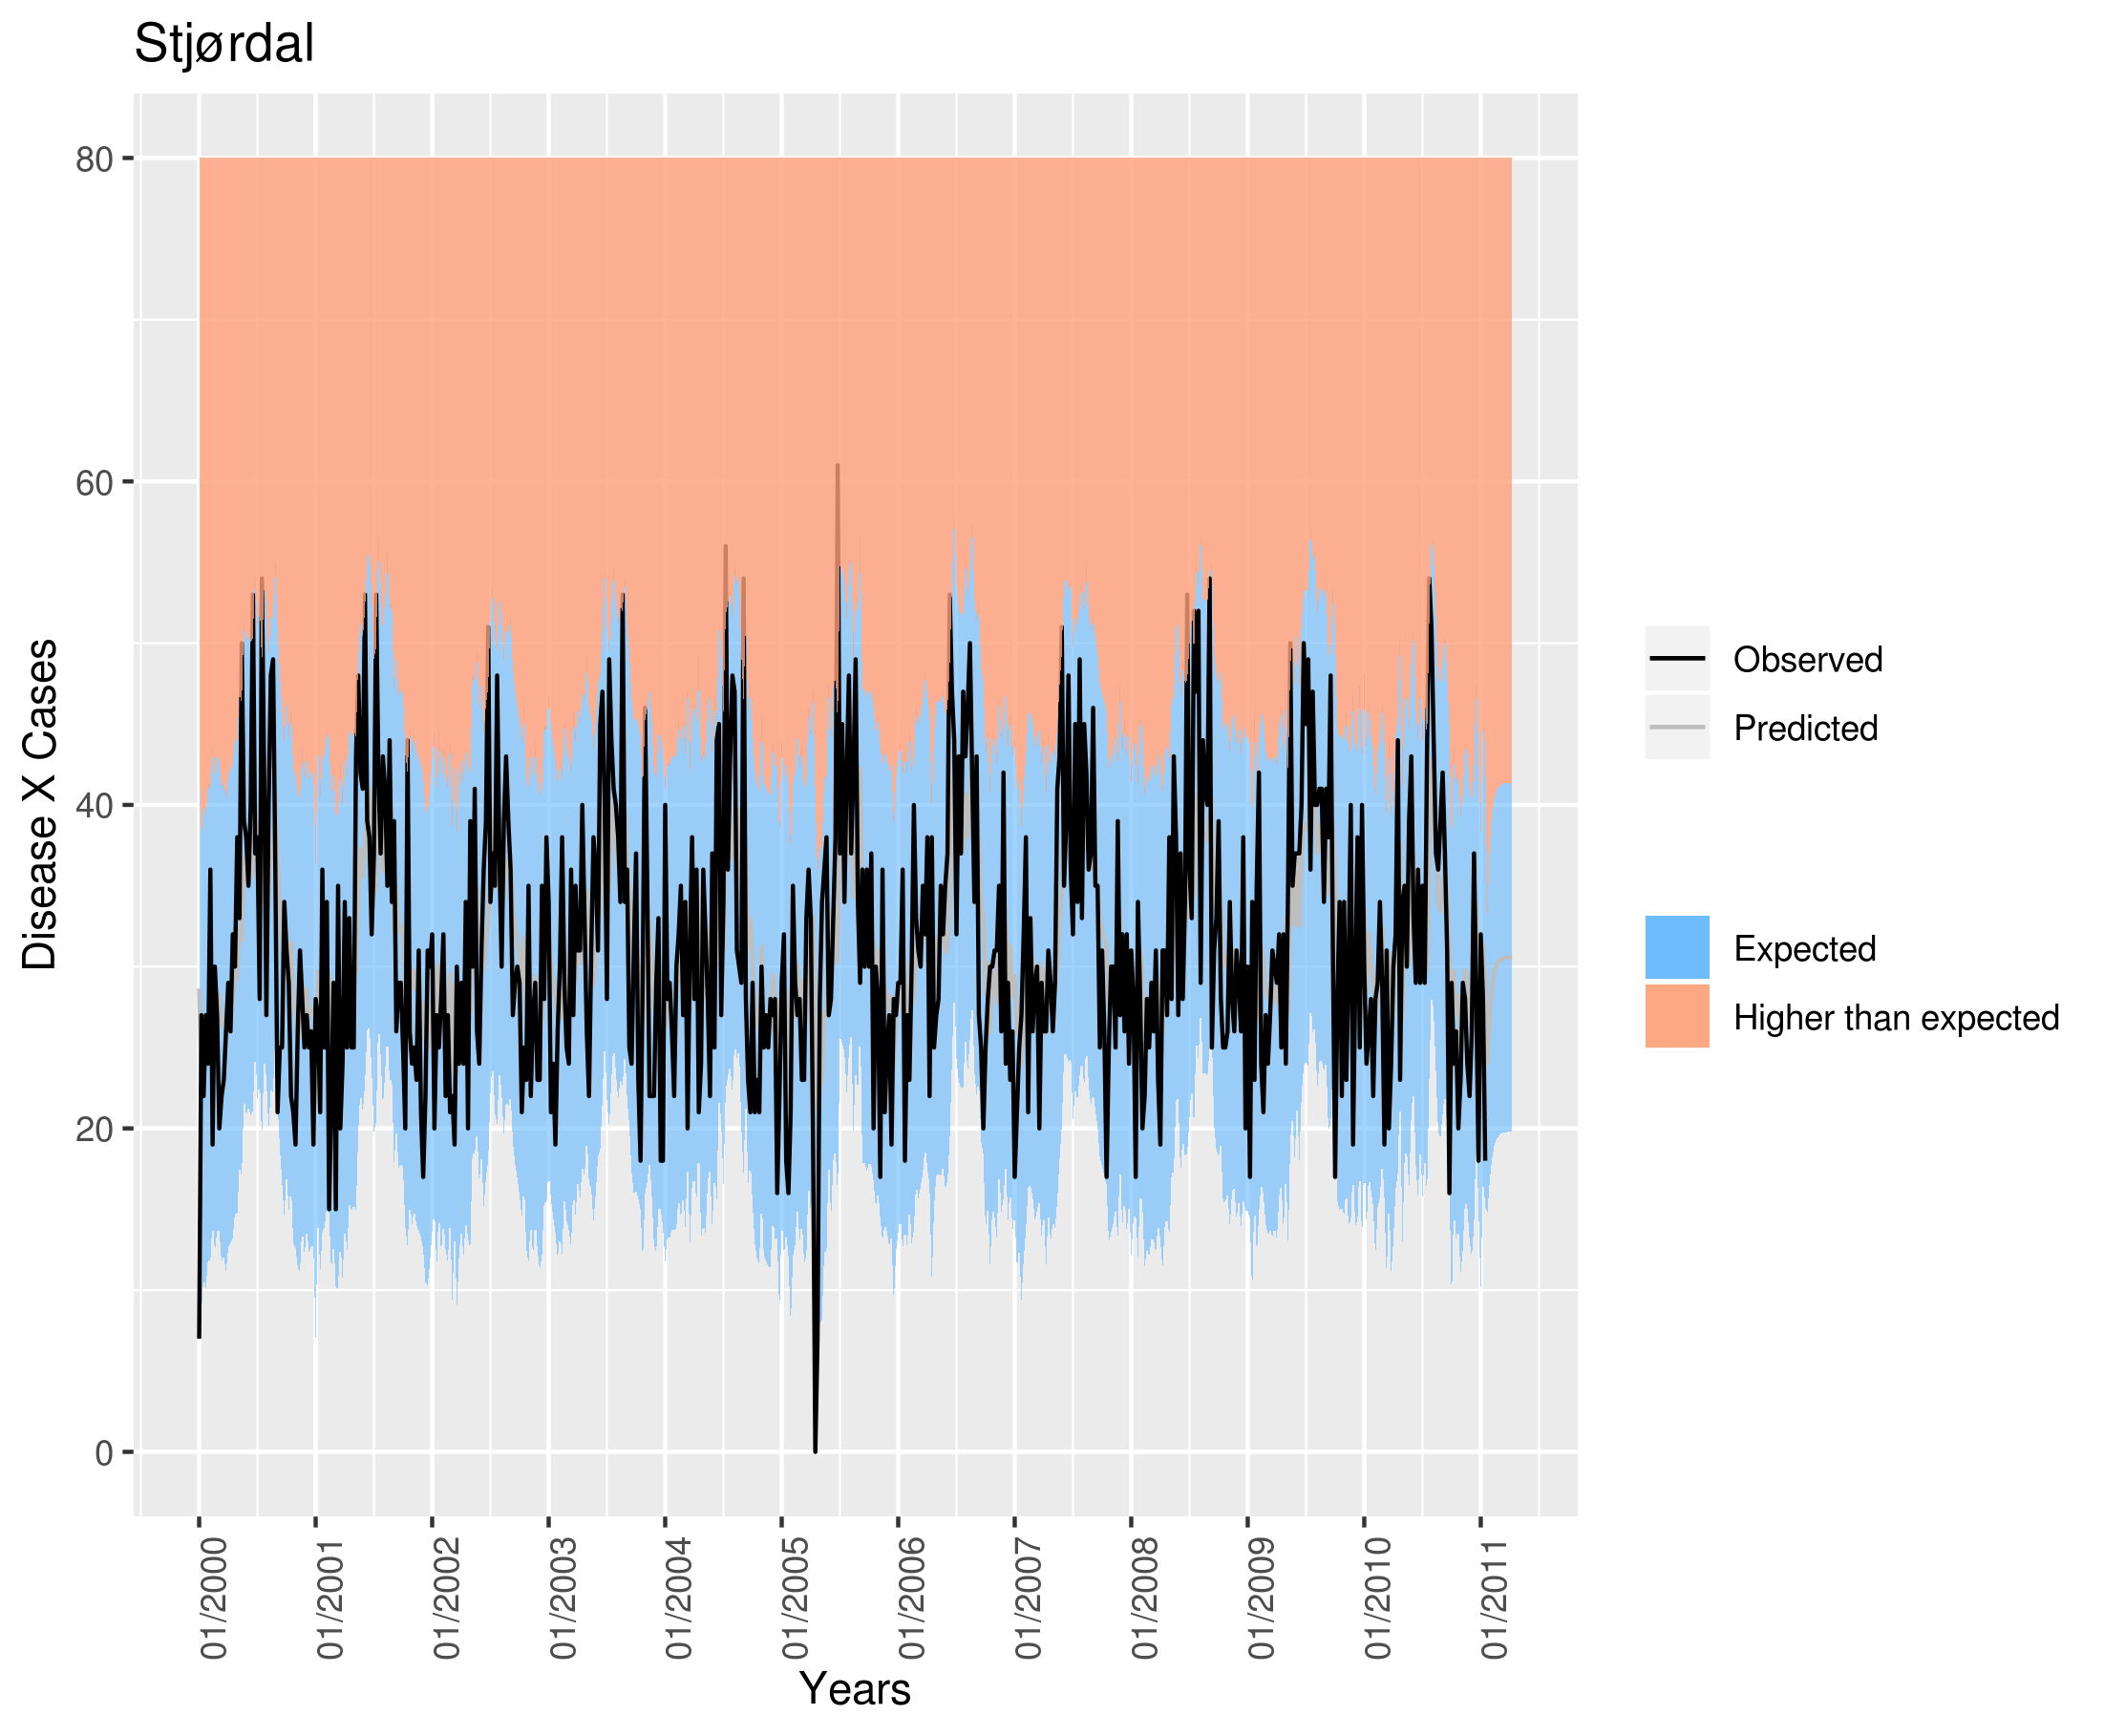 Stjørdal
80
60
40
20
0
Disease X Cases
01/2000
01/2001
01/2002
01/2003
01/2004
01/2005
01/2006
01/2007
01/2008
01/2009
01/2010
01/2011
Years
Observed
Predicted
Expected
Higher than expected